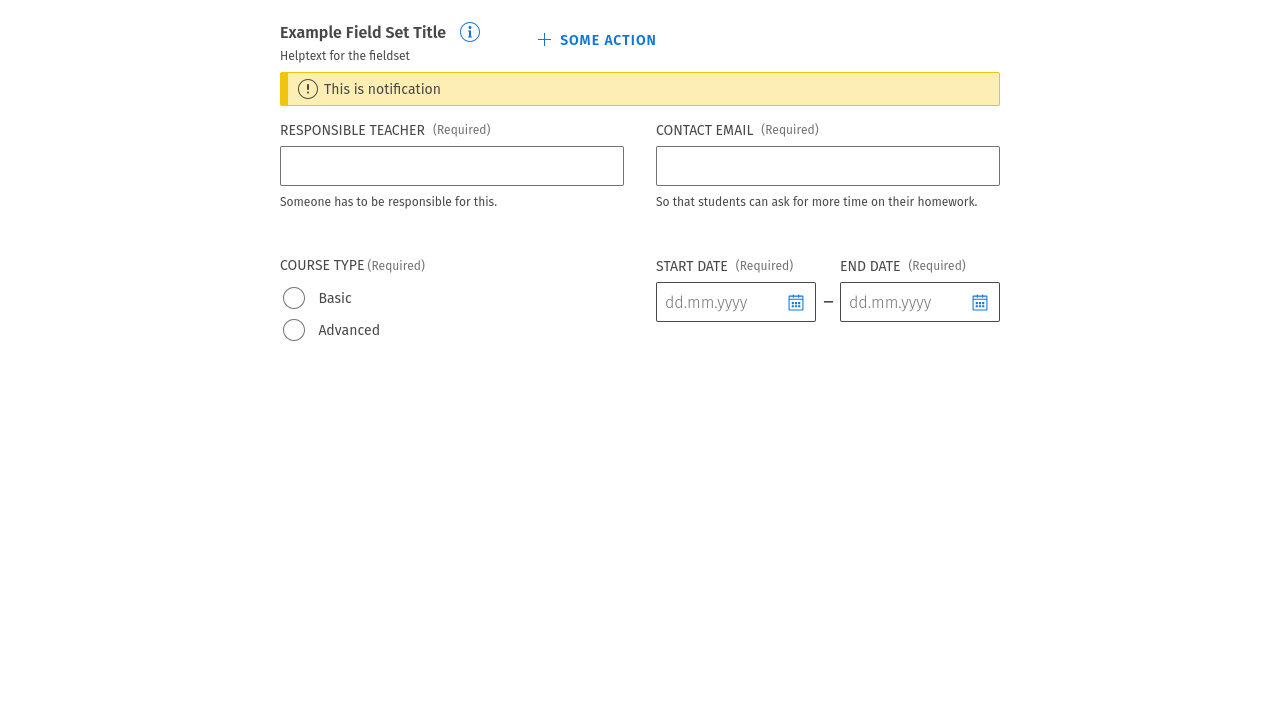 Example Field Set Title
SOME ACTION
Helptext for the fieldset
This is notification
RESPONSIBLE TEACHER (Required)
CONTACT EMAIL (Required)
Someone has to be responsible for this.
So that students can ask for more time on their homework.
COURSE TYPE (Required)
Basic
Advanced
START DATE (Required)
END DATE (Required)
dd.mm.yyyy – dd.mm.yyyy